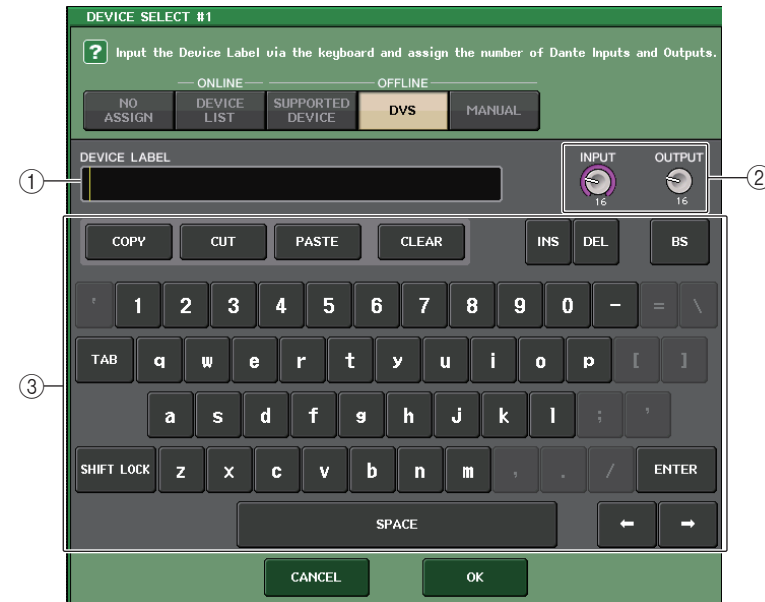 DEVICE SELECT #1
? Input the Device Label via the keyboard and assign the number of Dante Inputs and Outputs.
ONLINE OFFLINE
NO ASSIGN DEVICE LIST SUPPORTED DEVICE DVS MANUAL
DEVICE LABEL INPUT OUTPUT
① ②
16 16
COPY CUT PASTE CLEAR INS DEL BS
' 1 2 3 4 5 6 7 8 9 0 - = \
TAB q w e r t y u i o p [ ]
③
a s d f g h j k l ; '
SHIFT LOCK z x c v b n m , . / ENTER
SPACE ← →
CANCEL OK